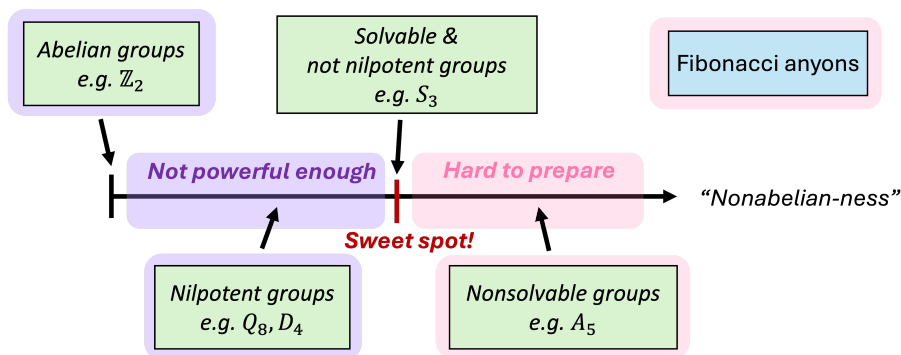 Abelian groups
e.g. ℤ₂
Solvable &
not nilpotent groups
e.g. S₃
Fibonacci anyons
Not powerful enough
Hard to prepare
“Nonabelian-ness”
Sweet spot!
Nilpotent groups
e.g. Q₈, D₄
Nonsolvable groups
e.g. A₅